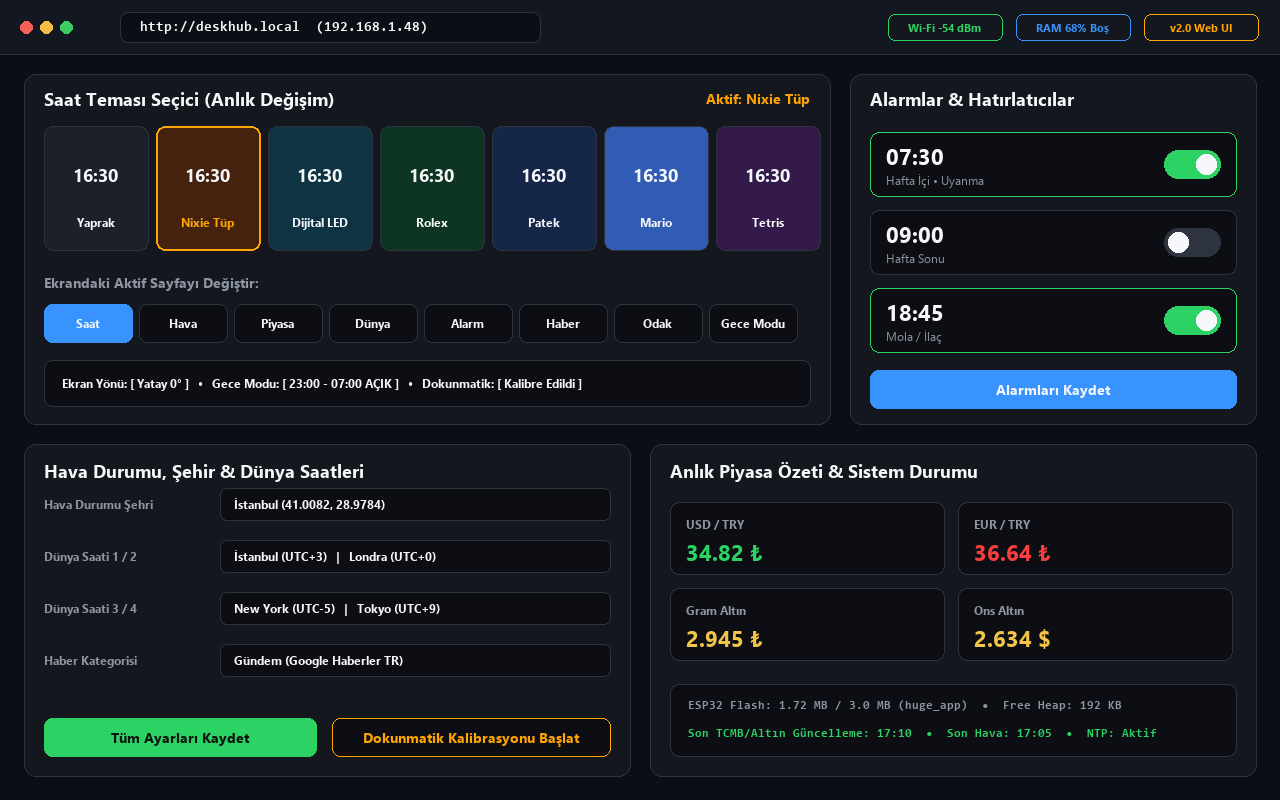 http://deskhub.local (192.168.1.48)
Wi-Fi -54 dBm
RAM 68% Boş
v2.0 Web UI
Saat Teması Seçici (Anlık Değişim)
Aktif: Nixie Tüp
16:30 16:30 16:30 16:30 16:30 16:30 16:30
Yaprak Nixie Tüp Dijital LED Rolex Patek Mario Tetris
Ekrandaki Aktif Sayfayı Değiştir:
Saat Hava Piyasa Dünya Alarm Haber Odak Gece Modu
Ekran Yönü: [ Yatay 0° ] • Gece Modu: [ 23:00 - 07:00 AÇIK ] • Dokunmatik: [ Kalibre Edildi ]
Alarmlar & Hatırlatıcılar
07:30
Hafta İçi • Uyanma
09:00
Hafta Sonu
18:45
Mola / İlaç
Alarmları Kaydet
Hava Durumu, Şehir & Dünya Saatleri
Hava Durumu Şehri İstanbul (41.0082, 28.9784)
Dünya Saati 1 / 2 İstanbul (UTC+3) | Londra (UTC+0)
Dünya Saati 3 / 4 New York (UTC-5) | Tokyo (UTC+9)
Haber Kategorisi Gündem (Google Haberler TR)
Tüm Ayarları Kaydet
Dokunmatik Kalibrasyonu Başlat
Anlık Piyasa Özeti & Sistem Durumu
USD / TRY
34.82 ₺
EUR / TRY
36.64 ₺
Gram Altın
2.945 ₺
Ons Altın
2.634 $
ESP32 Flash: 1.72 MB / 3.0 MB (huge_app) • Free Heap: 192 KB
Son TCMB/Altın Güncelleme: 17:10 • Son Hava: 17:05 • NTP: Aktif